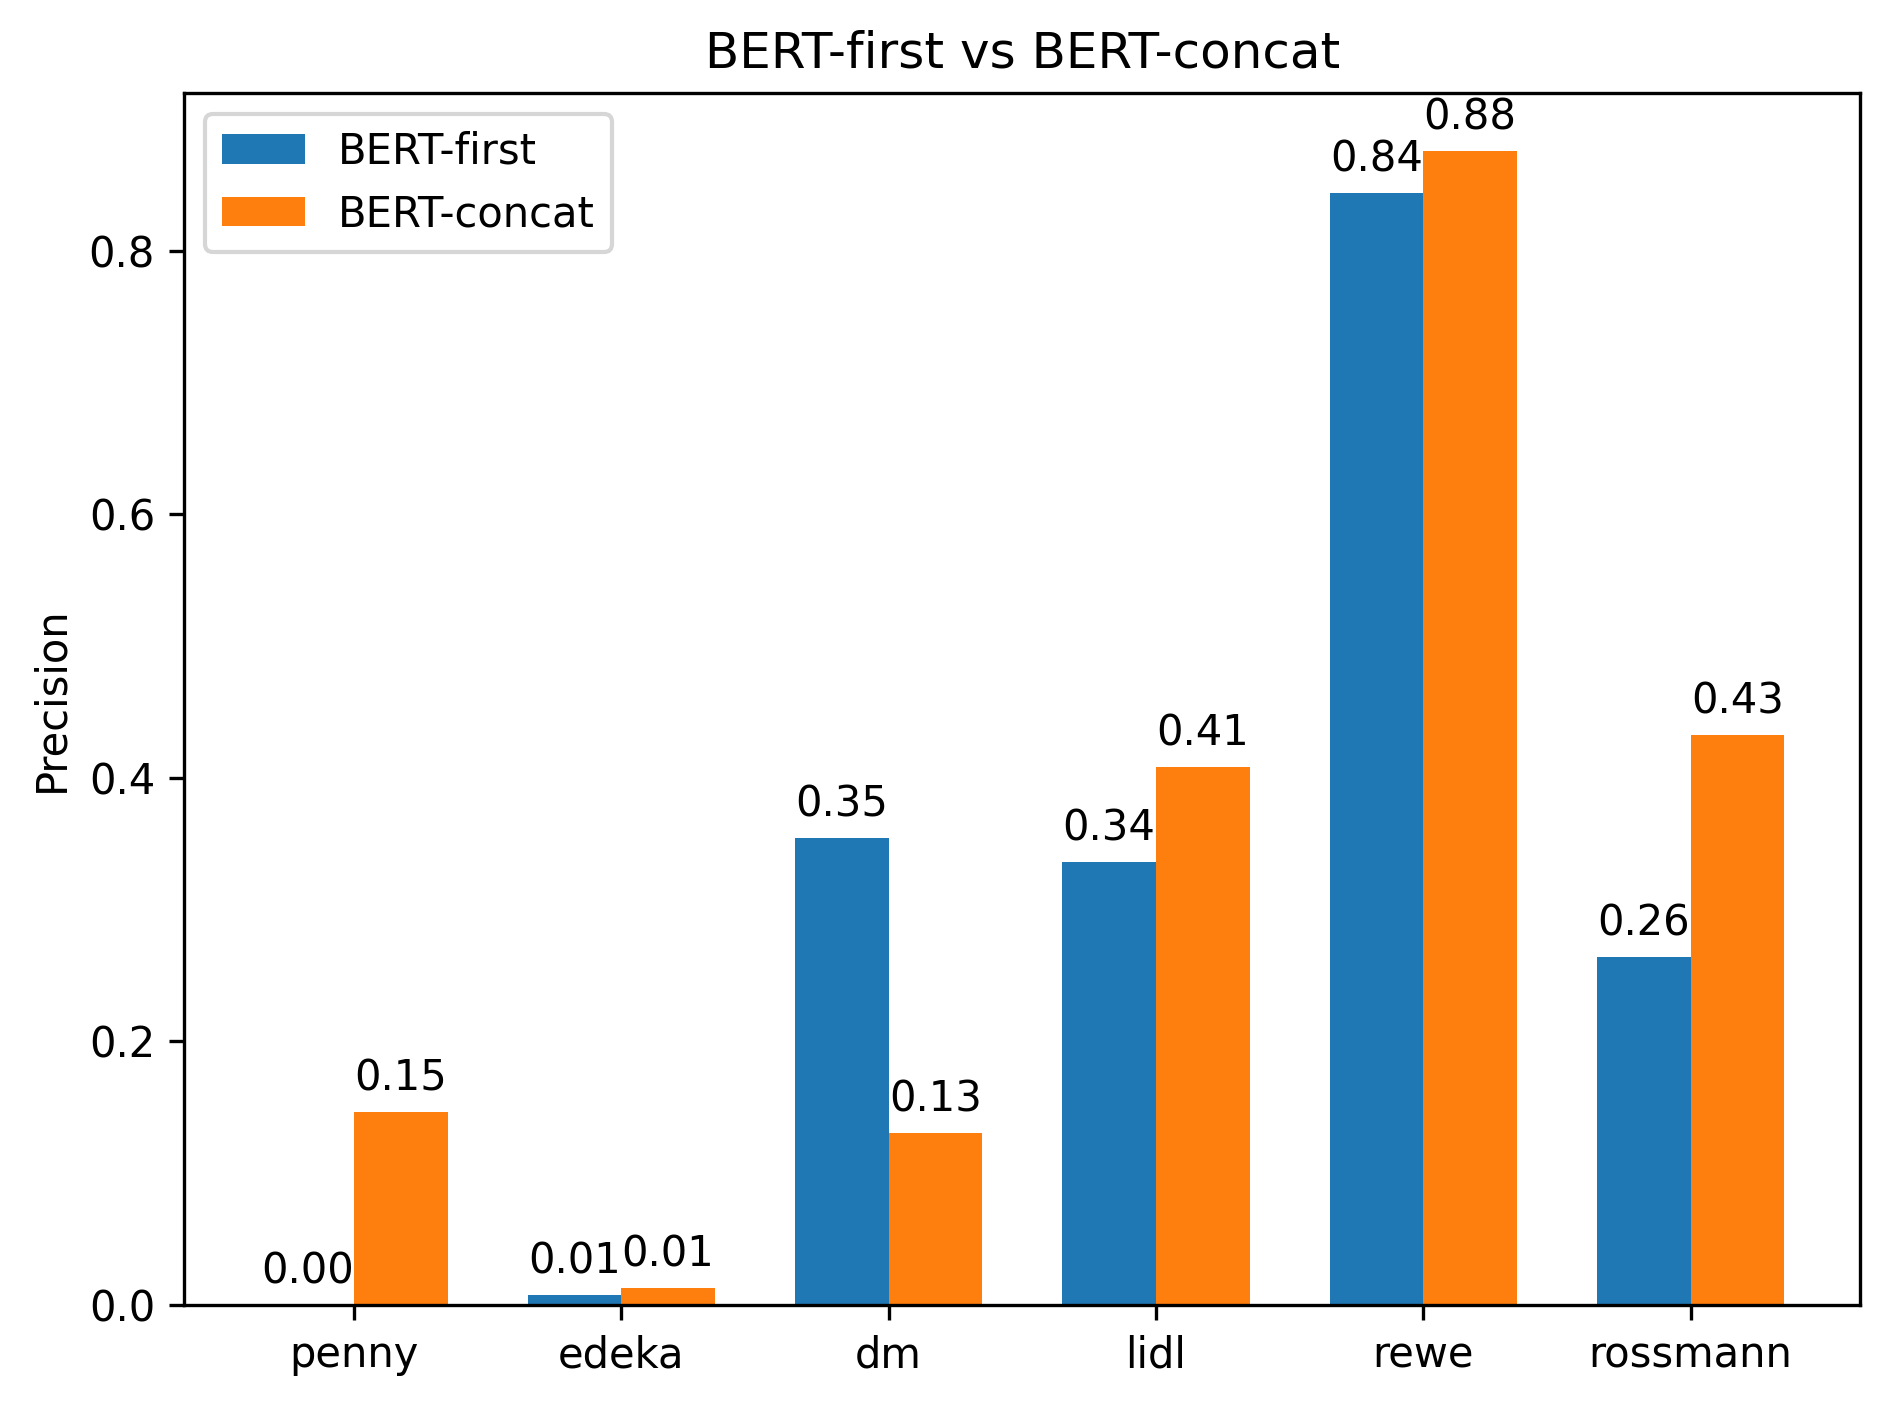 BERT-first vs BERT-concat
BERT-first
BERT-concat
Precision
0.8
0.6
0.4
0.2
0.0
0.00
0.15
0.01
0.01
0.35
0.13
0.34
0.41
0.84
0.88
0.26
0.43
penny
edeka
dm
lidl
rewe
rossmann